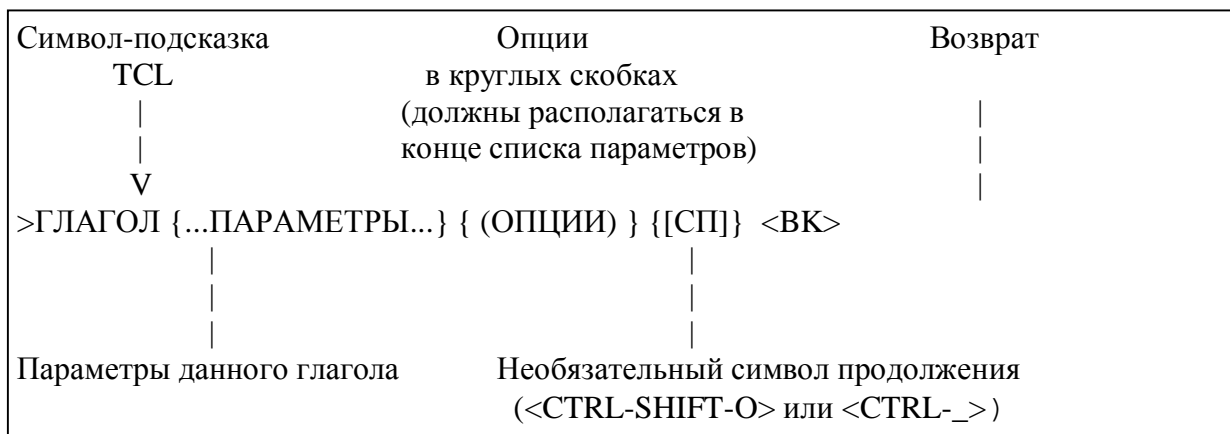 Символ-подсказка Опции Возврат
TCL в круглых скобках
| (должны располагаться в |
| конце списка параметров) |
V |
>ГЛАГОЛ {...ПАРАМЕТРЫ...} { (ОПЦИИ) } {[СП]} <ВК>
| |
| |
| |
Параметры данного глагола Необязательный символ продолжения
(<CTRL-SHIFT-O> или <CTRL-_>)